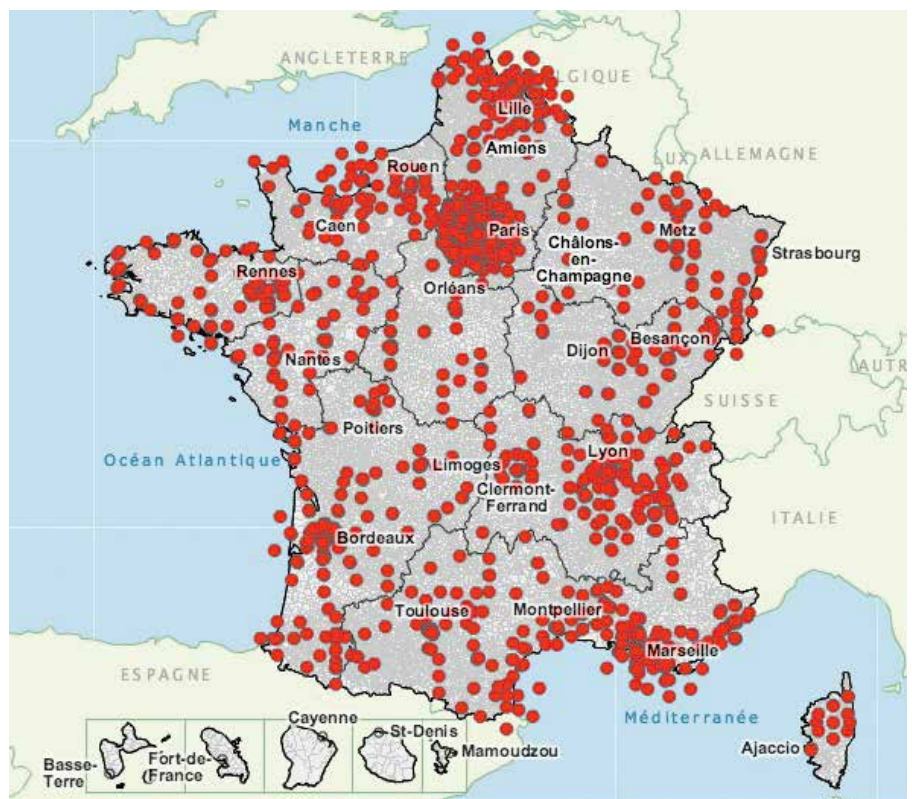 ANGLETERRE
BELGIQUE
Lille
Manche
Amiens
Rouen
LUX
ALLEMAGNE
Caen
Paris
Metz
Châlons-
en-
Champagne
Strasbourg
Rennes
Orléans
Nantes
Dijon
Besançon
SUISSE
Poitiers
Océan Atlantique
Limoges
Lyon
Clermont-
Ferrand
ITALIE
Bordeaux
Toulouse
Montpellier
Marseille
ESPAGNE
Méditerranée
Ajaccio
Cayenne
St-Denis
Mamoudzou
Basse-
Terre
Fort-de-
France